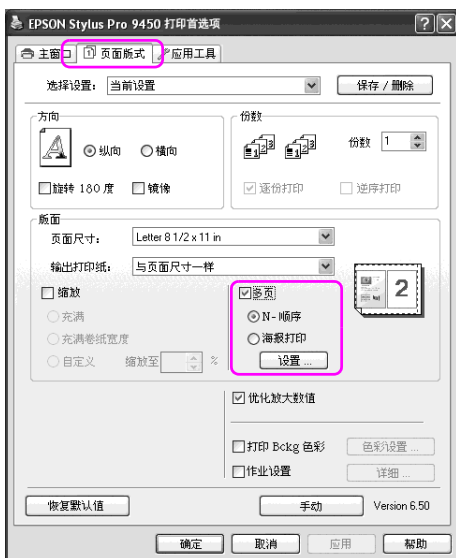 EPSON Stylus Pro 9450 打印首选项
主窗口 页面版式 应用工具
选择设置： 当前设置 保存 / 删除
方向 份数
纵向 横向 份数 1
旋转 180 度 镜像 逐份打印 逆序打印
版面
页面尺寸： Letter 8 1/2 x 11 in
输出打印纸： 与页面尺寸一样
缩放 多页
充满 N- 顺序
充满卷纸宽度 海报打印
自定义 缩放至 % 设置 ...
优化放大数值
打印 Bckg 色彩 色彩设置 ...
作业设置 详细 ...
恢复默认值 手动 Version 6.50
确定 取消 应用 帮助